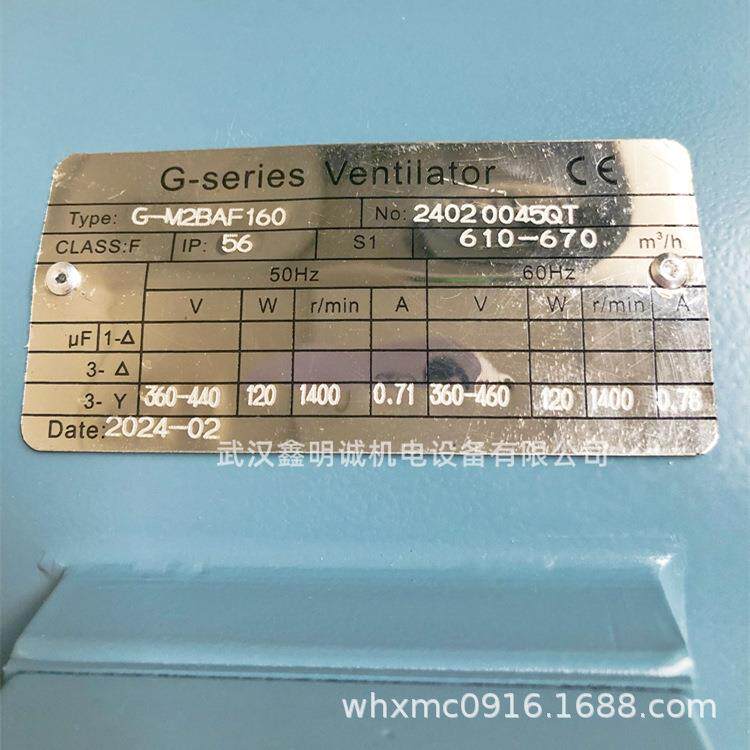 G-series Ventilator CE
Type: G-M2BAF160 No: 24020045QT
CLASS:F IP: 56 S1 610-670 m³/h
50Hz 60Hz
V W r/min A V W r/min A
µF 1-Δ
3- Δ
3- Y 360-440 120 1400 0.71 360-460 120 1400 0.78
Date: 2024-02
武汉鑫明诚机电设备有限公司
whxmc0916.1688.com